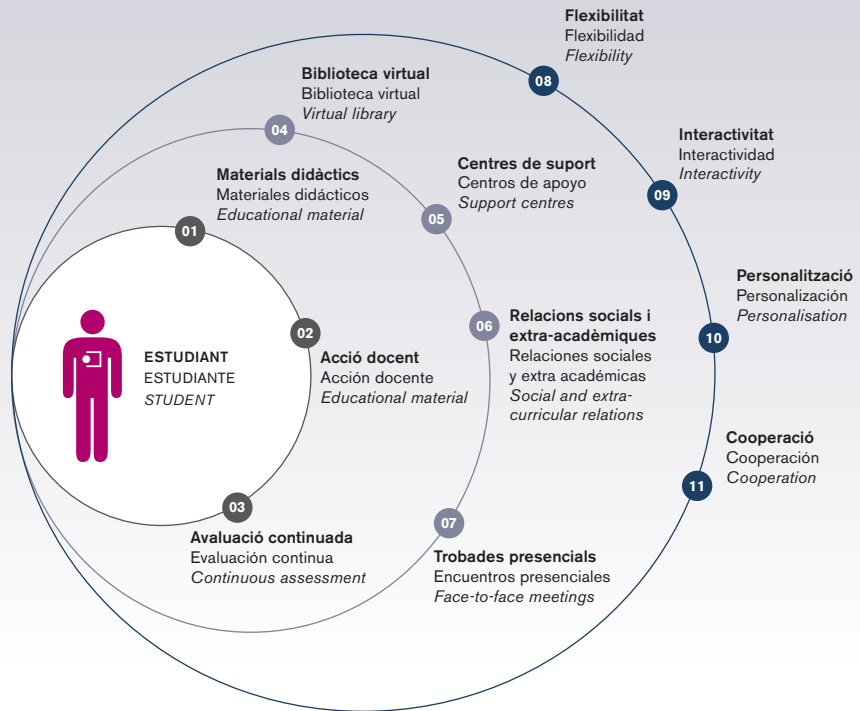 Flexibilitat
Flexibilidad
Flexibility
08
Biblioteca virtual
Biblioteca virtual
Virtual library
04
Interactivitat
Interactividad
Interactivity
09
Centres de suport
Centros de apoyo
Support centres
05
Materials didàctics
Materiales didácticos
Educational material
01
Personalització
Personalización
Personalisation
10
Relacions socials i
extra-acadèmiques
Relaciones sociales
y extra académicas
Social and extra-
curricular relations
06
ESTUDIANT
ESTUDIANTE
STUDENT
02
Acció docent
Acción docente
Educational material
Cooperació
Cooperación
Cooperation
11
03
Avaluació continuada
Evaluación continua
Continuous assessment
07
Trobades presencials
Encuentros presenciales
Face-to-face meetings